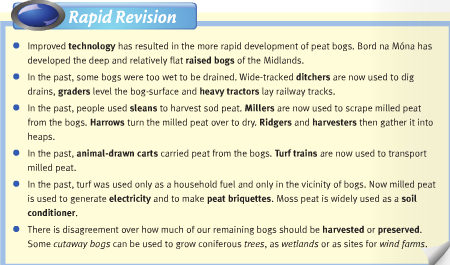 Rapid Revision
Improved technology has resulted in the more rapid development of peat bogs. Bord na Móna has
developed the deep and relatively flat raised bogs of the Midlands.
In the past, some bogs were too wet to be drained. Wide-tracked ditchers are now used to dig
drains, graders level the bog-surface and heavy tractors lay railway tracks.
In the past, people used sleans to harvest sod peat. Millers are now used to scrape milled peat
from the bogs. Harrows turn the milled peat over to dry. Ridgers and harvesters then gather it into
heaps.
In the past, animal-drawn carts carried peat from the bogs. Turf trains are now used to transport
milled peat.
In the past, turf was used only as a household fuel and only in the vicinity of bogs. Now milled peat
is used to generate electricity and to make peat briquettes. Moss peat is widely used as a soil
conditioner.
There is disagreement over how much of our remaining bogs should be harvested or preserved.
Some cutaway bogs can be used to grow coniferous trees, as wetlands or as sites for wind farms.